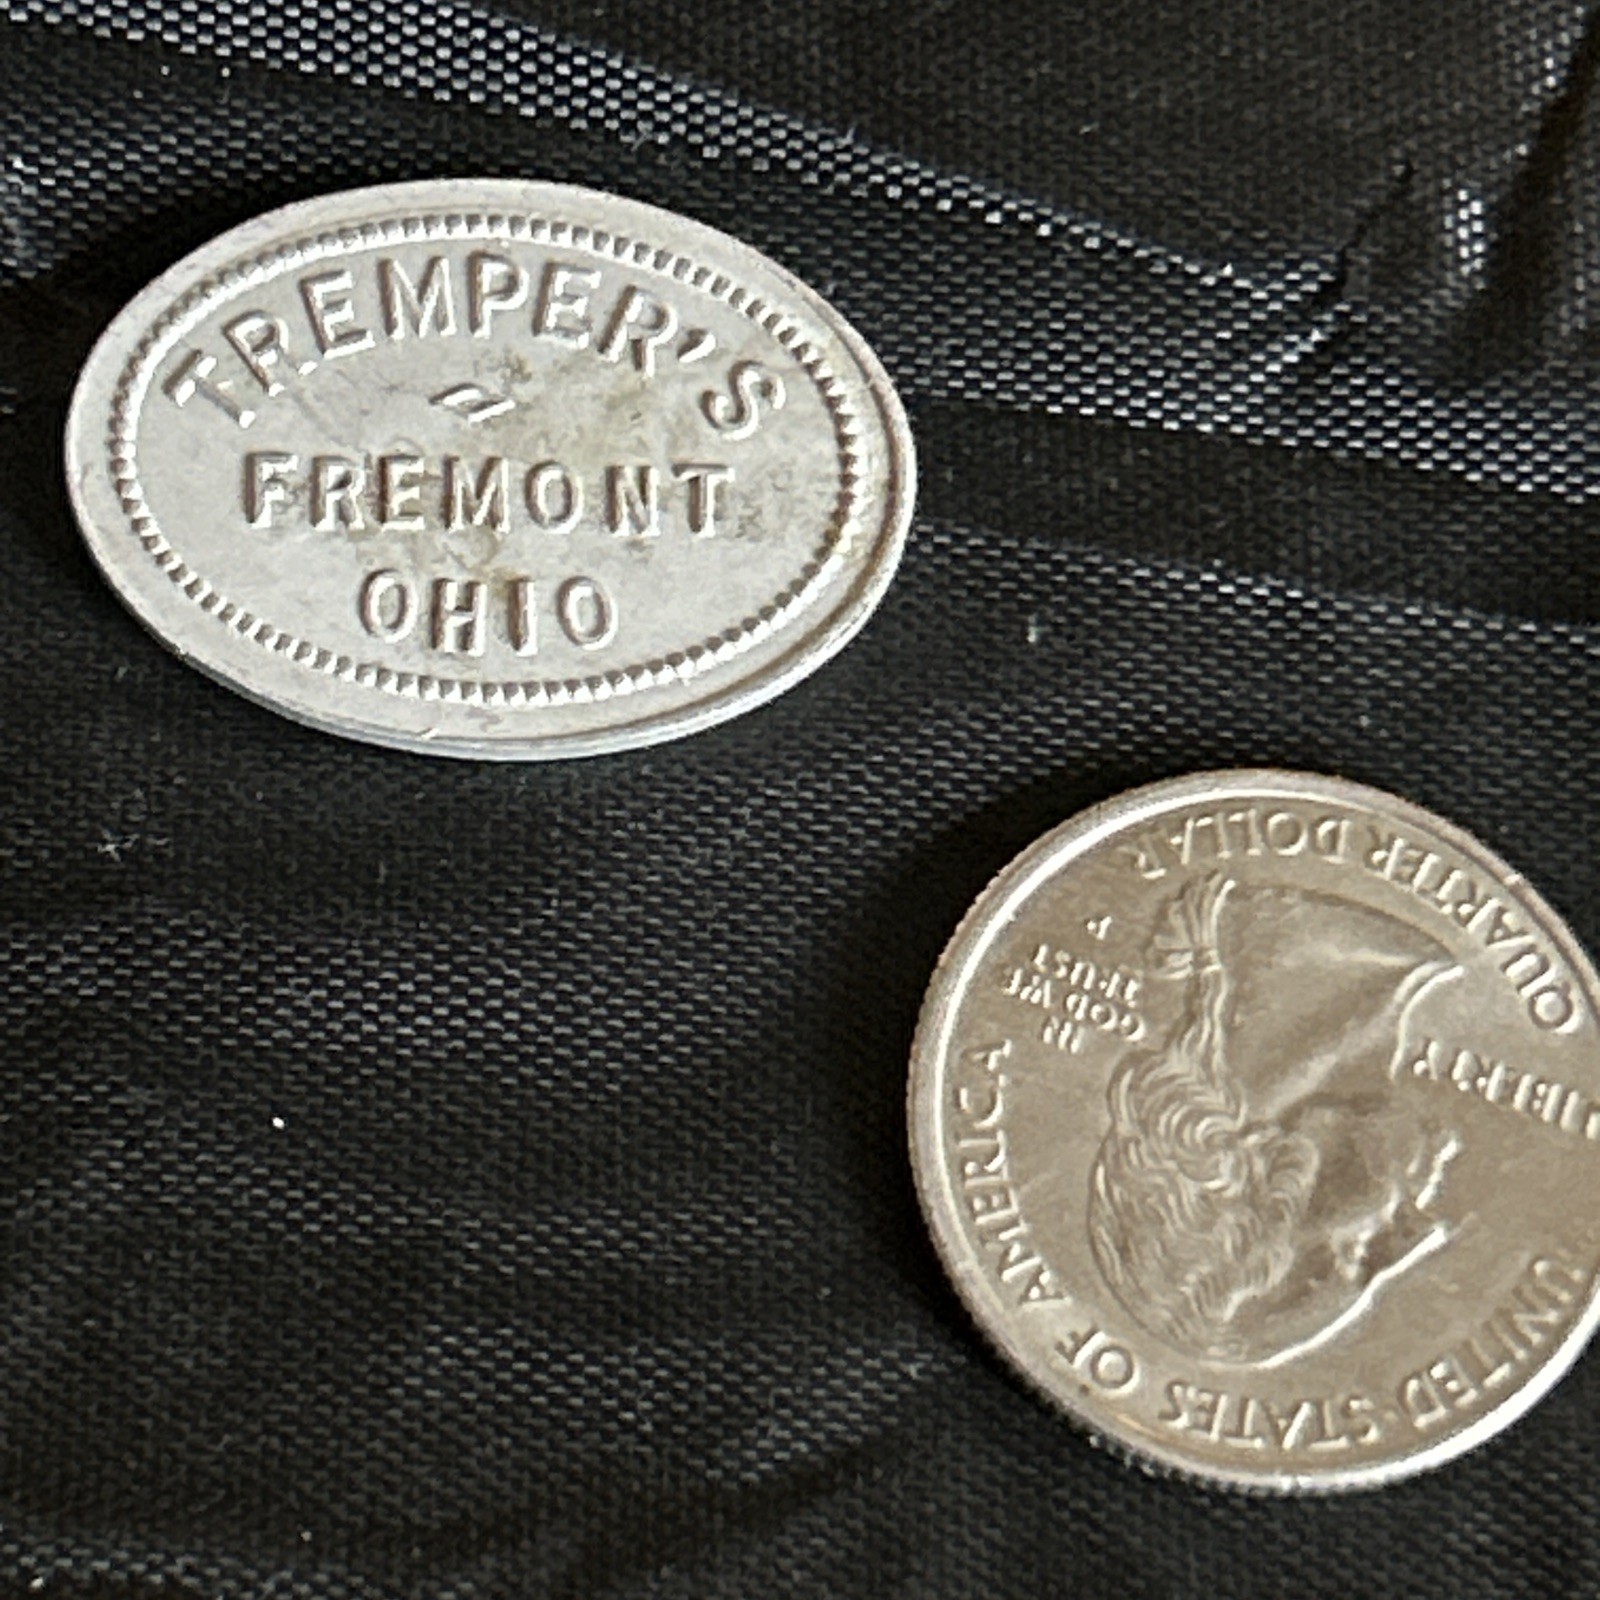 TREMPER'S
FREMONT
OHIO
UNITED STATES OF AMERICA
LIBERTY
IN
GOD WE
TRUST
P
QUARTER DOLLAR